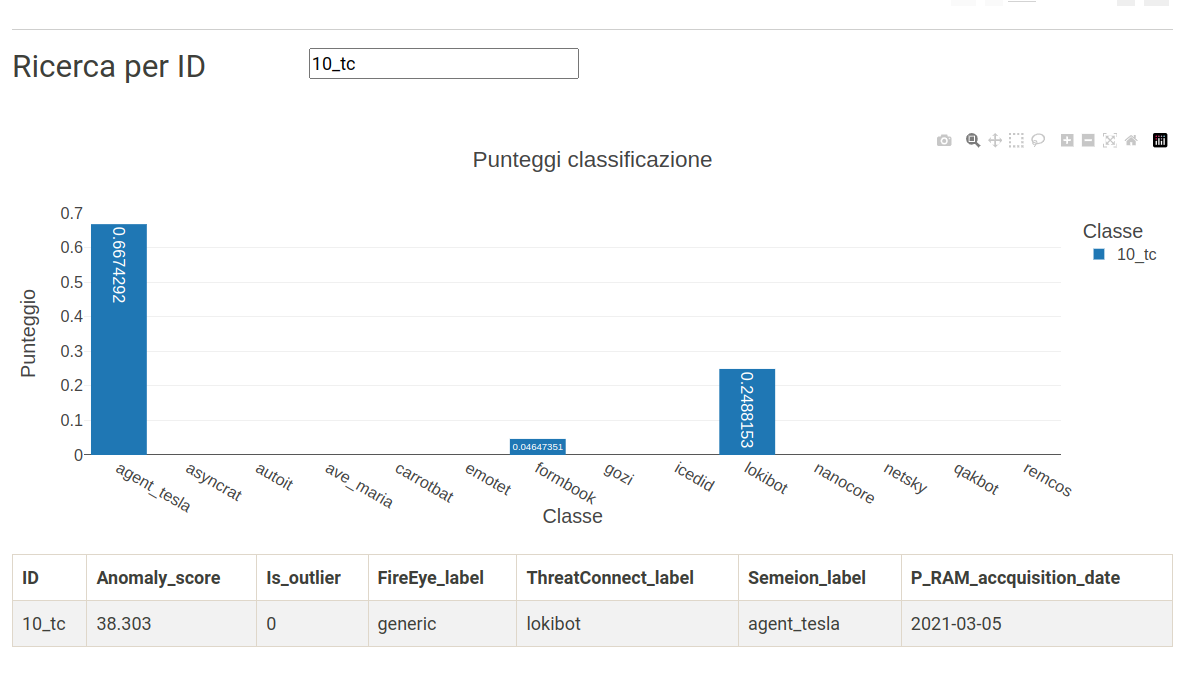 Ricerca per ID
10_tc
Punteggi classificazione
0.7
0.6
0.5
0.4
0.3
0.2
0.1
0
Punteggio
0.6674292
0.04647351
0.2488153
Classe
10_tc
agent_tesla
asyncrat
autoit
ave_maria
carrotbat
emotet
formbook
gozi
icedid
lokibot
nanocore
netsky
qakbot
remcos
Classe
ID Anomaly_score Is_outlier FireEye_label ThreatConnect_label Semeion_label P_RAM_accquisition_date
10_tc 38.303 0 generic lokibot agent_tesla 2021-03-05